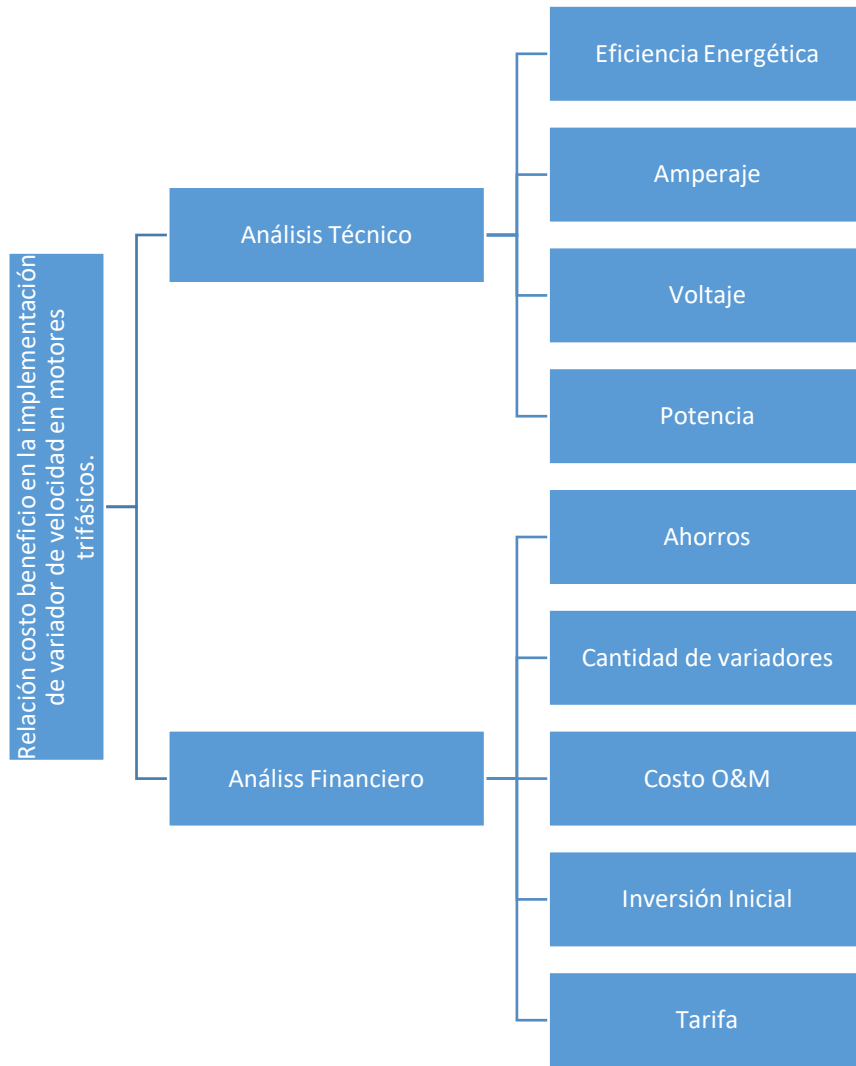 Relación costo beneficio en la implementación
de variador de velocidad en motores
trifásicos.
Análisis Técnico
Eficiencia Energética
Amperaje
Voltaje
Potencia
Análiss Financiero
Ahorros
Cantidad de variadores
Costo O&M
Inversión Inicial
Tarifa